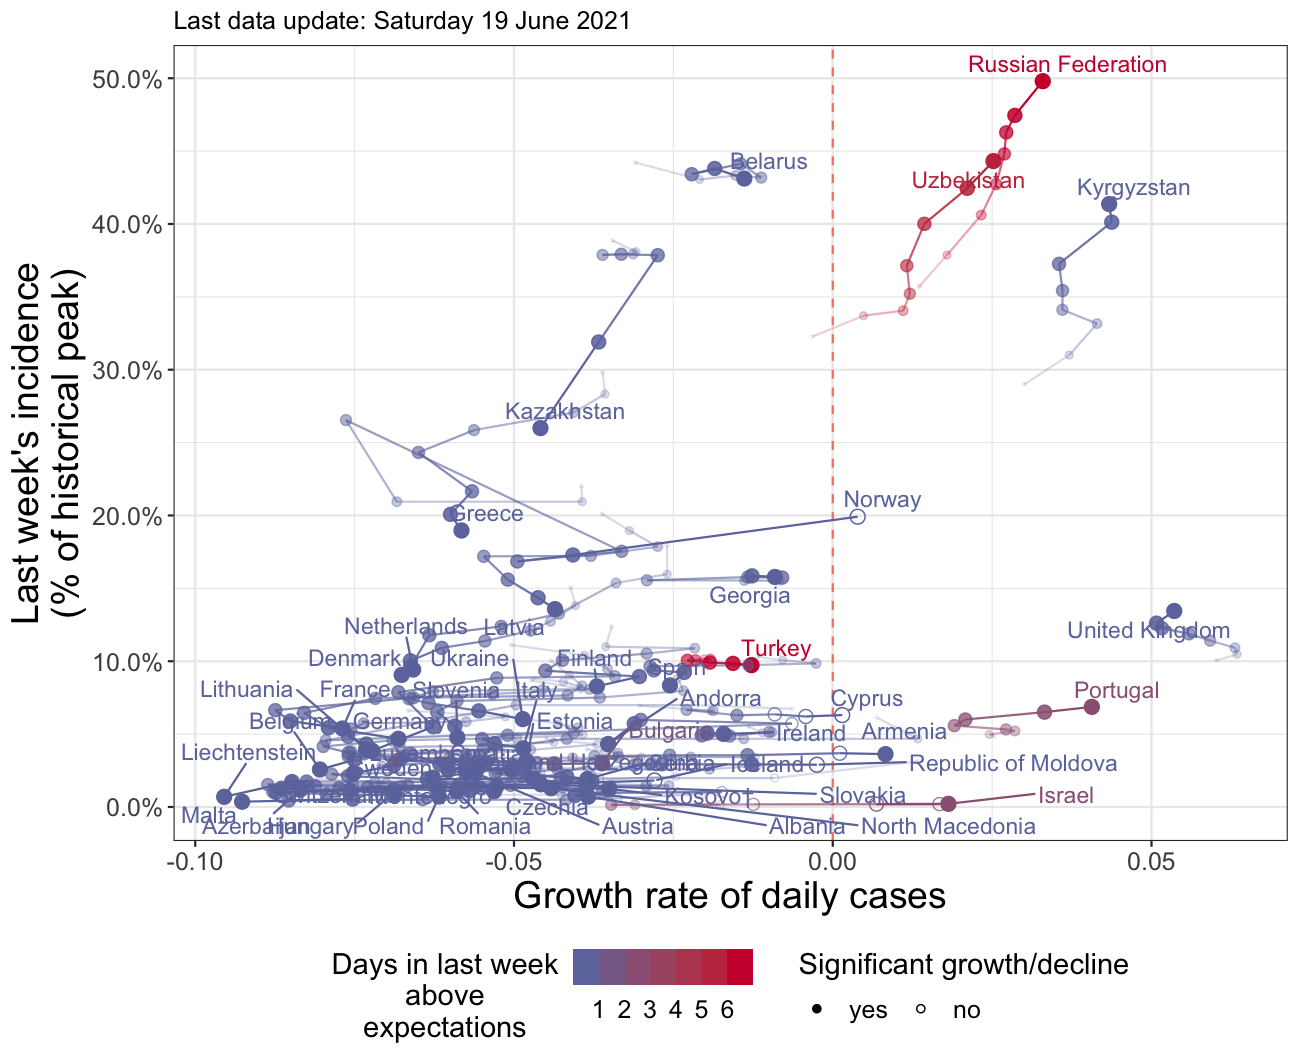 Last data update: Saturday 19 June 2021
Last week's incidence
(% of historical peak)
50.0%
40.0%
30.0%
20.0%
10.0%
0.0%
Russian Federation
Belarus
Uzbekistan
Kyrgyzstan
Kazakhstan
Norway
Greece
Georgia
Netherlands
Latvia
United Kingdom
Turkey
Denmark
Ukraine
Finland
Spain
Lithuania
France
Slovenia
Italy
Andorra
Cyprus
Portugal
Belgium
Germany
Estonia
Bulgaria
Ireland
Armenia
Liechtenstein
Iceland
Republic of Moldova
Kosovo†
Slovakia
Israel
Malta
Montenegro
Czechia
Azerbaijan
Hungary
Poland
Romania
Austria
Albania
North Macedonia
-0.10
-0.05
0.00
0.05
Growth rate of daily cases
Days in last week
above
expectations
1 2 3 4 5 6
Significant growth/decline
yes
no